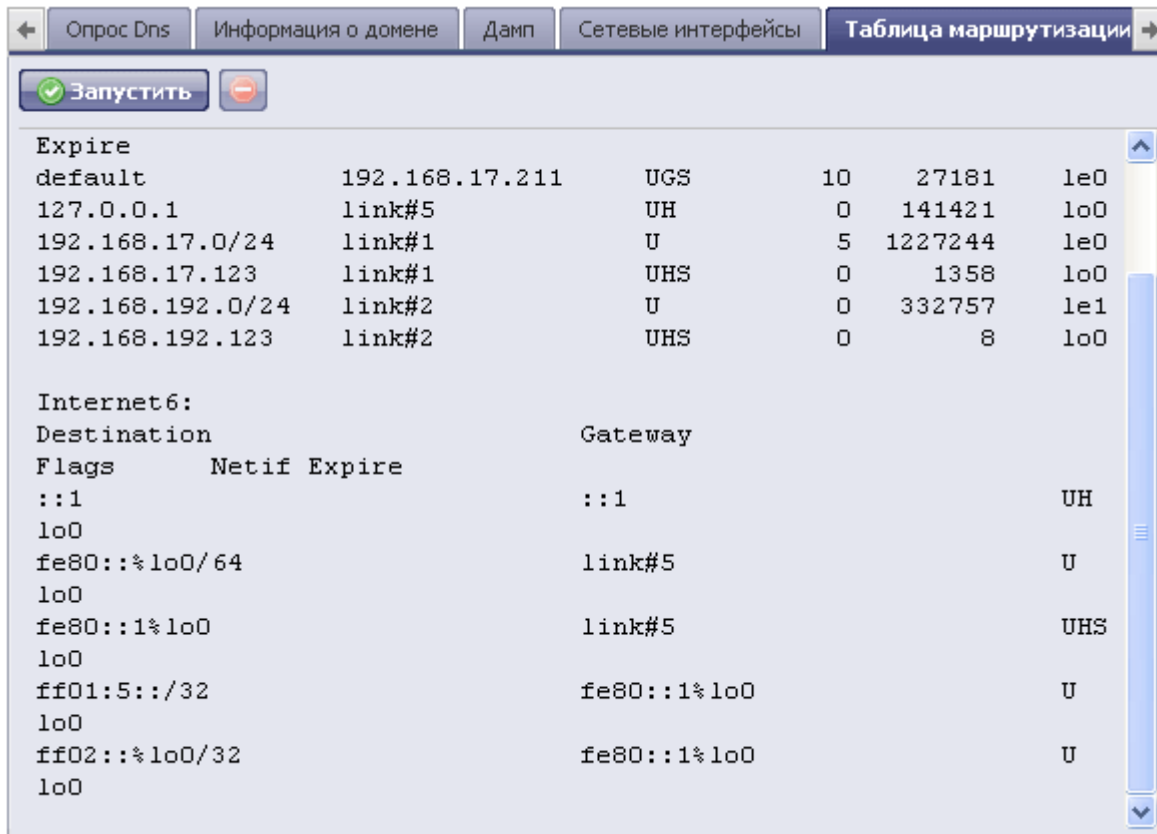 Опрос Dns Информация о домене Дамп Сетевые интерфейсы Таблица маршрутизации
Запустить
Expire
default 192.168.17.211 UGS 10 27181 le0
127.0.0.1 link#5 UH 0 141421 lo0
192.168.17.0/24 link#1 U 5 1227244 le0
192.168.17.123 link#1 UHS 0 1358 lo0
192.168.192.0/24 link#2 U 0 332757 le1
192.168.192.123 link#2 UHS 0 8 lo0
Internet6:
Destination Gateway
Flags Netif Expire
::1 ::1 UH
lo0
fe80::%lo0/64 link#5 U
lo0
fe80::1%lo0 link#5 UHS
lo0
ff01:5::/32 fe80::1%lo0 U
lo0
ff02::%lo0/32 fe80::1%lo0 U
lo0